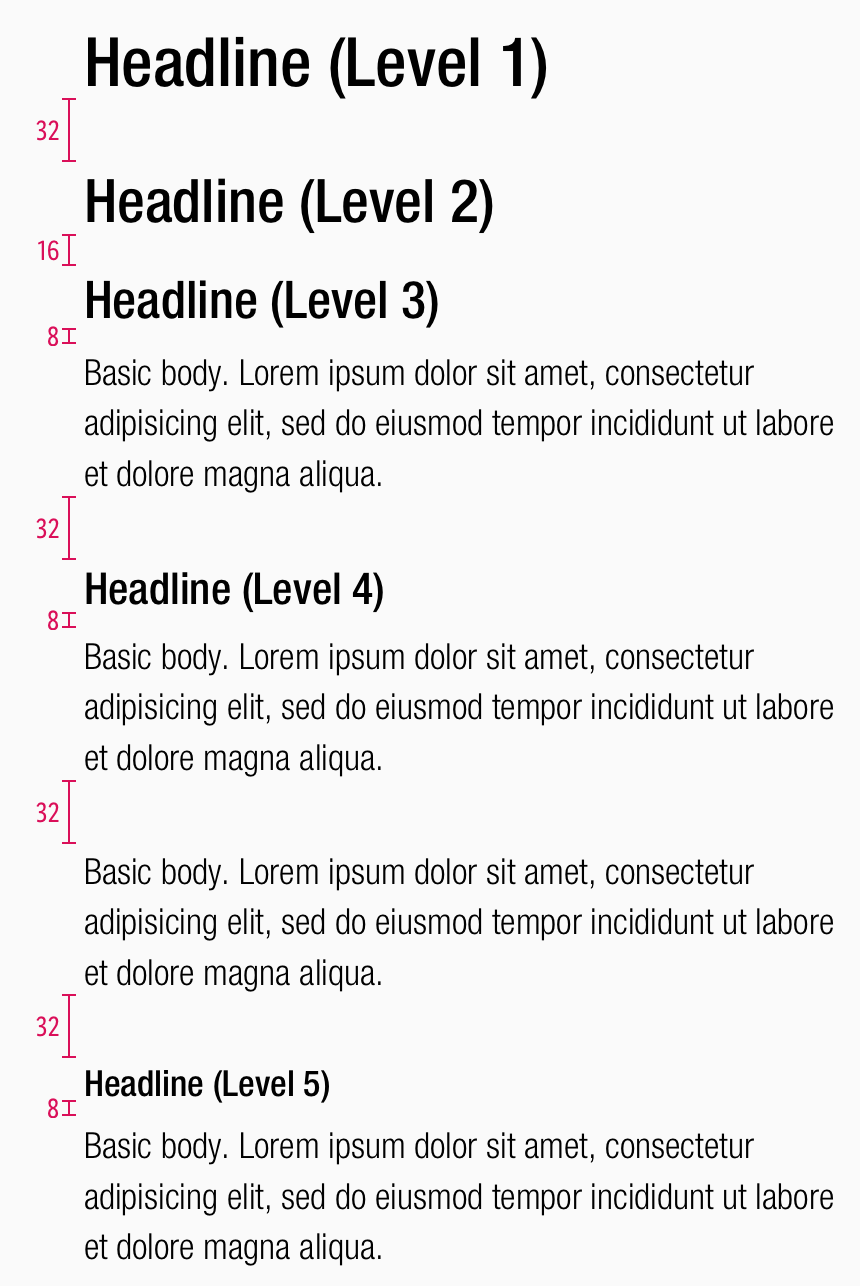 Headline (Level 1)
32
Headline (Level 2)
16
Headline (Level 3)
8
Basic body. Lorem ipsum dolor sit amet, consectetur
adipisicing elit, sed do eiusmod tempor incididunt ut labore
et dolore magna aliqua.
32
Headline (Level 4)
8
Basic body. Lorem ipsum dolor sit amet, consectetur
adipisicing elit, sed do eiusmod tempor incididunt ut labore
et dolore magna aliqua.
32
Basic body. Lorem ipsum dolor sit amet, consectetur
adipisicing elit, sed do eiusmod tempor incididunt ut labore
et dolore magna aliqua.
32
Headline (Level 5)
8
Basic body. Lorem ipsum dolor sit amet, consectetur
adipisicing elit, sed do eiusmod tempor incididunt ut labore
et dolore magna aliqua.